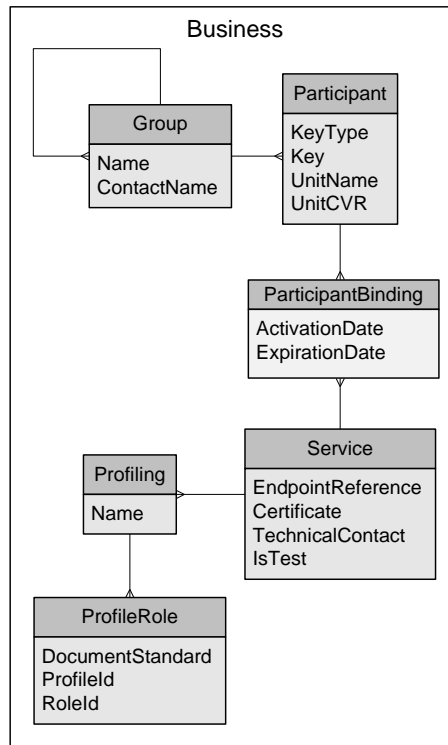 Business
Group
Name
ContactName
Participant
KeyType
Key
UnitName
UnitCVR
ParticipantBinding
ActivationDate
ExpirationDate
Service
EndpointReference
Certificate
TechnicalContact
IsTest
Profiling
Name
ProfileRole
DocumentStandard
ProfileId
RoleId